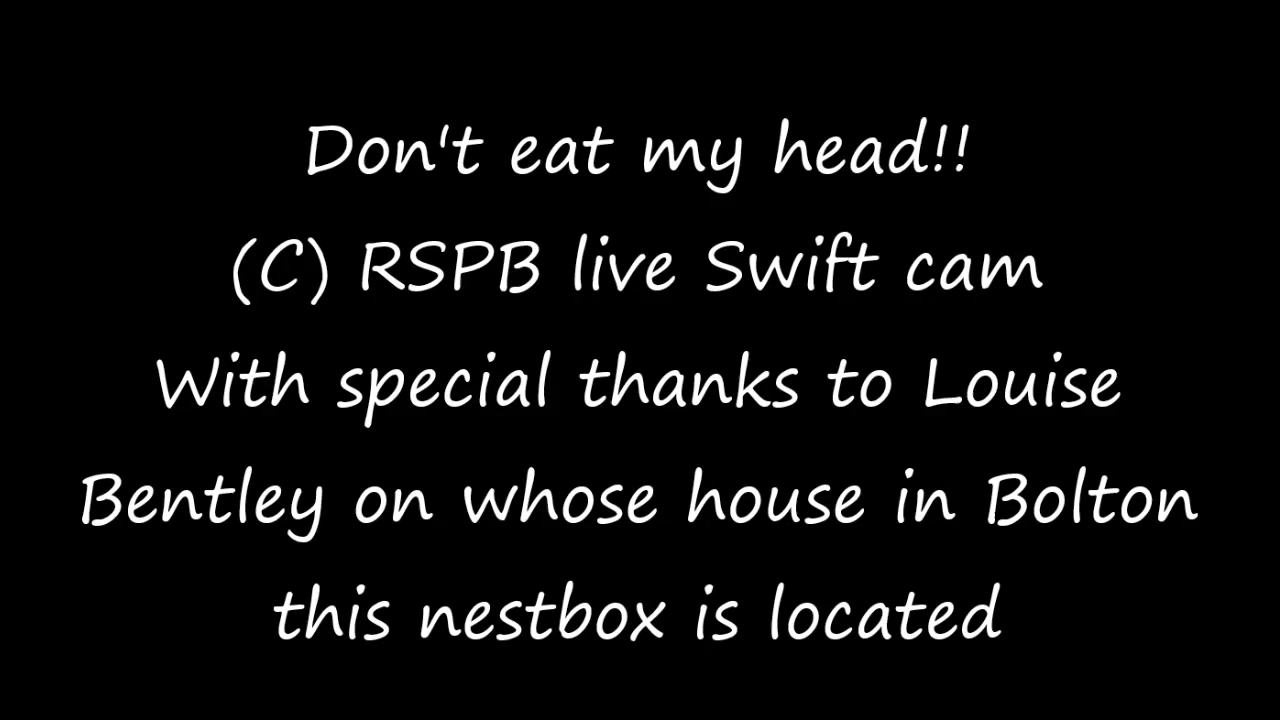 Don't eat my head!!
(C) RSPB live Swift cam
With special thanks to Louise
Bentley on whose house in Bolton
this nestbox is located